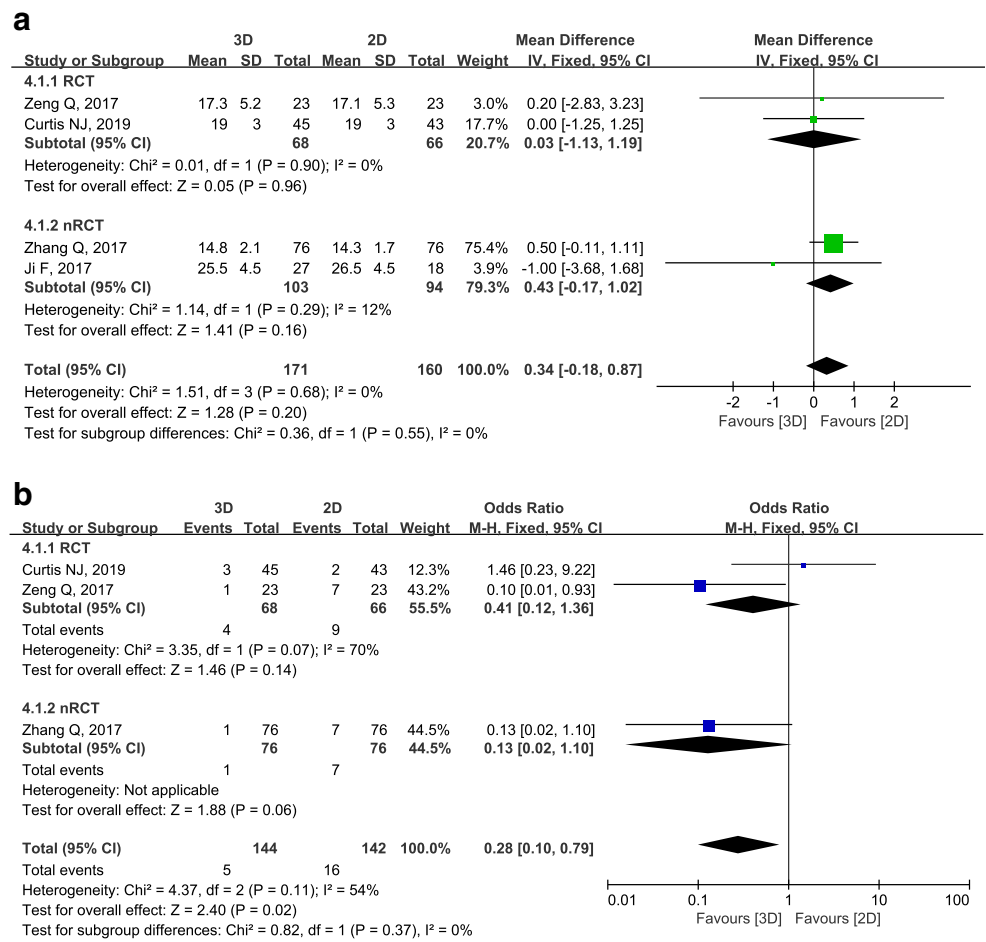 a
3D 2D Mean Difference Mean Difference
Study or Subgroup Mean SD Total Mean SD Total Weight IV, Fixed, 95% CI IV, Fixed, 95% CI
4.1.1 RCT
Zeng Q, 2017 17.3 5.2 23 17.1 5.3 23 3.0% 0.20 [-2.83, 3.23]
Curtis NJ, 2019 19 3 45 19 3 43 17.7% 0.00 [-1.25, 1.25]
Subtotal (95% CI) 68 66 20.7% 0.03 [-1.13, 1.19]
Heterogeneity: Chi² = 0.01, df = 1 (P = 0.90); I² = 0%
Test for overall effect: Z = 0.05 (P = 0.96)
4.1.2 nRCT
Zhang Q, 2017 14.8 2.1 76 14.3 1.7 76 75.4% 0.50 [-0.11, 1.11]
Ji F, 2017 25.5 4.5 27 26.5 4.5 18 3.9% -1.00 [-3.68, 1.68]
Subtotal (95% CI) 103 94 79.3% 0.43 [-0.17, 1.02]
Heterogeneity: Chi² = 1.14, df = 1 (P = 0.29); I² = 12%
Test for overall effect: Z = 1.41 (P = 0.16)
Total (95% CI) 171 160 100.0% 0.34 [-0.18, 0.87]
Heterogeneity: Chi² = 1.51, df = 3 (P = 0.68); I² = 0%
Test for overall effect: Z = 1.28 (P = 0.20)
Test for subgroup differences: Chi² = 0.36, df = 1 (P = 0.55), I² = 0%
-2 -1 0 1 2
Favours [3D] Favours [2D]
b
3D 2D Odds Ratio Odds Ratio
Study or Subgroup Events Total Events Total Weight M-H, Fixed, 95% CI M-H, Fixed, 95% CI
4.1.1 RCT
Curtis NJ, 2019 3 45 2 43 12.3% 1.46 [0.23, 9.22]
Zeng Q, 2017 1 23 7 23 43.2% 0.10 [0.01, 0.93]
Subtotal (95% CI) 68 66 55.5% 0.41 [0.12, 1.36]
Total events 4 9
Heterogeneity: Chi² = 3.35, df = 1 (P = 0.07); I² = 70%
Test for overall effect: Z = 1.46 (P = 0.14)
4.1.2 nRCT
Zhang Q, 2017 1 76 7 76 44.5% 0.13 [0.02, 1.10]
Subtotal (95% CI) 76 76 44.5% 0.13 [0.02, 1.10]
Total events 1 7
Heterogeneity: Not applicable
Test for overall effect: Z = 1.88 (P = 0.06)
Total (95% CI) 144 142 100.0% 0.28 [0.10, 0.79]
Total events 5 16
Heterogeneity: Chi² = 4.37, df = 2 (P = 0.11); I² = 54%
Test for overall effect: Z = 2.40 (P = 0.02)
Test for subgroup differences: Chi² = 0.82, df = 1 (P = 0.37), I² = 0%
0.01 0.1 1 10 100
Favours [3D] Favours [2D]